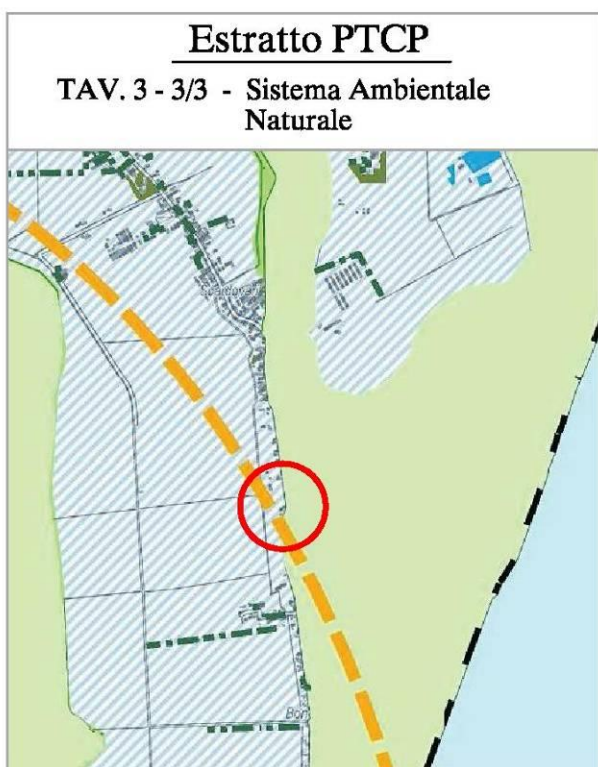 Estratto PTCP
TAV. 3 - 3/3 - Sistema Ambientale
Naturale